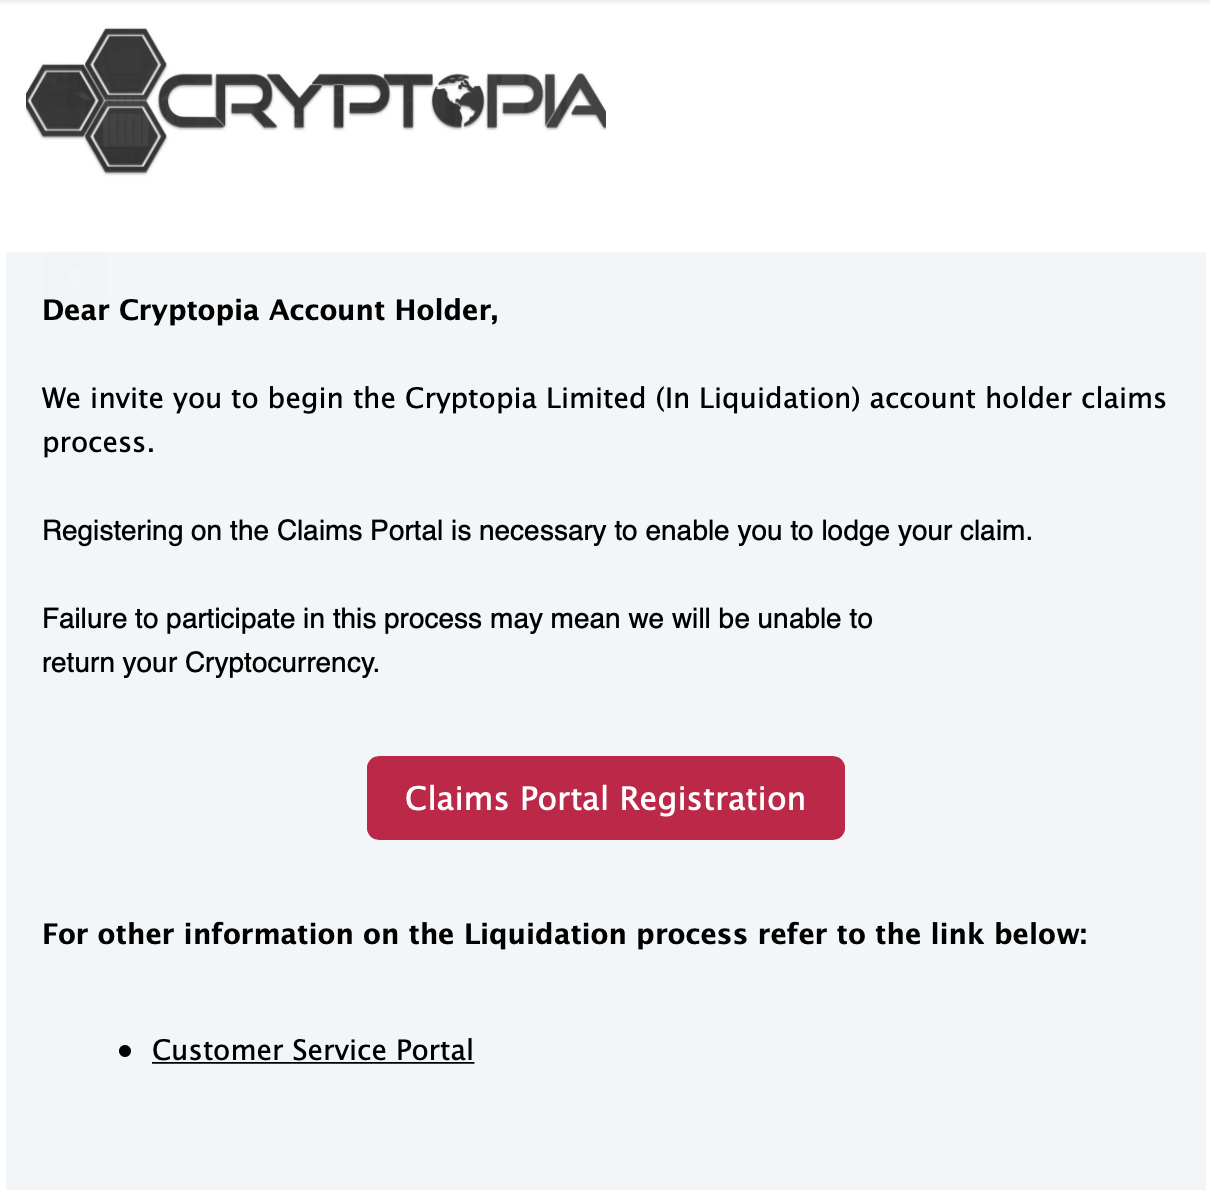 CRYPTOPIA
Dear Cryptopia Account Holder,
We invite you to begin the Cryptopia Limited (In Liquidation) account holder claims
process.
Registering on the Claims Portal is necessary to enable you to lodge your claim.
Failure to participate in this process may mean we will be unable to
return your Cryptocurrency.
Claims Portal Registration
For other information on the Liquidation process refer to the link below:
• Customer Service Portal